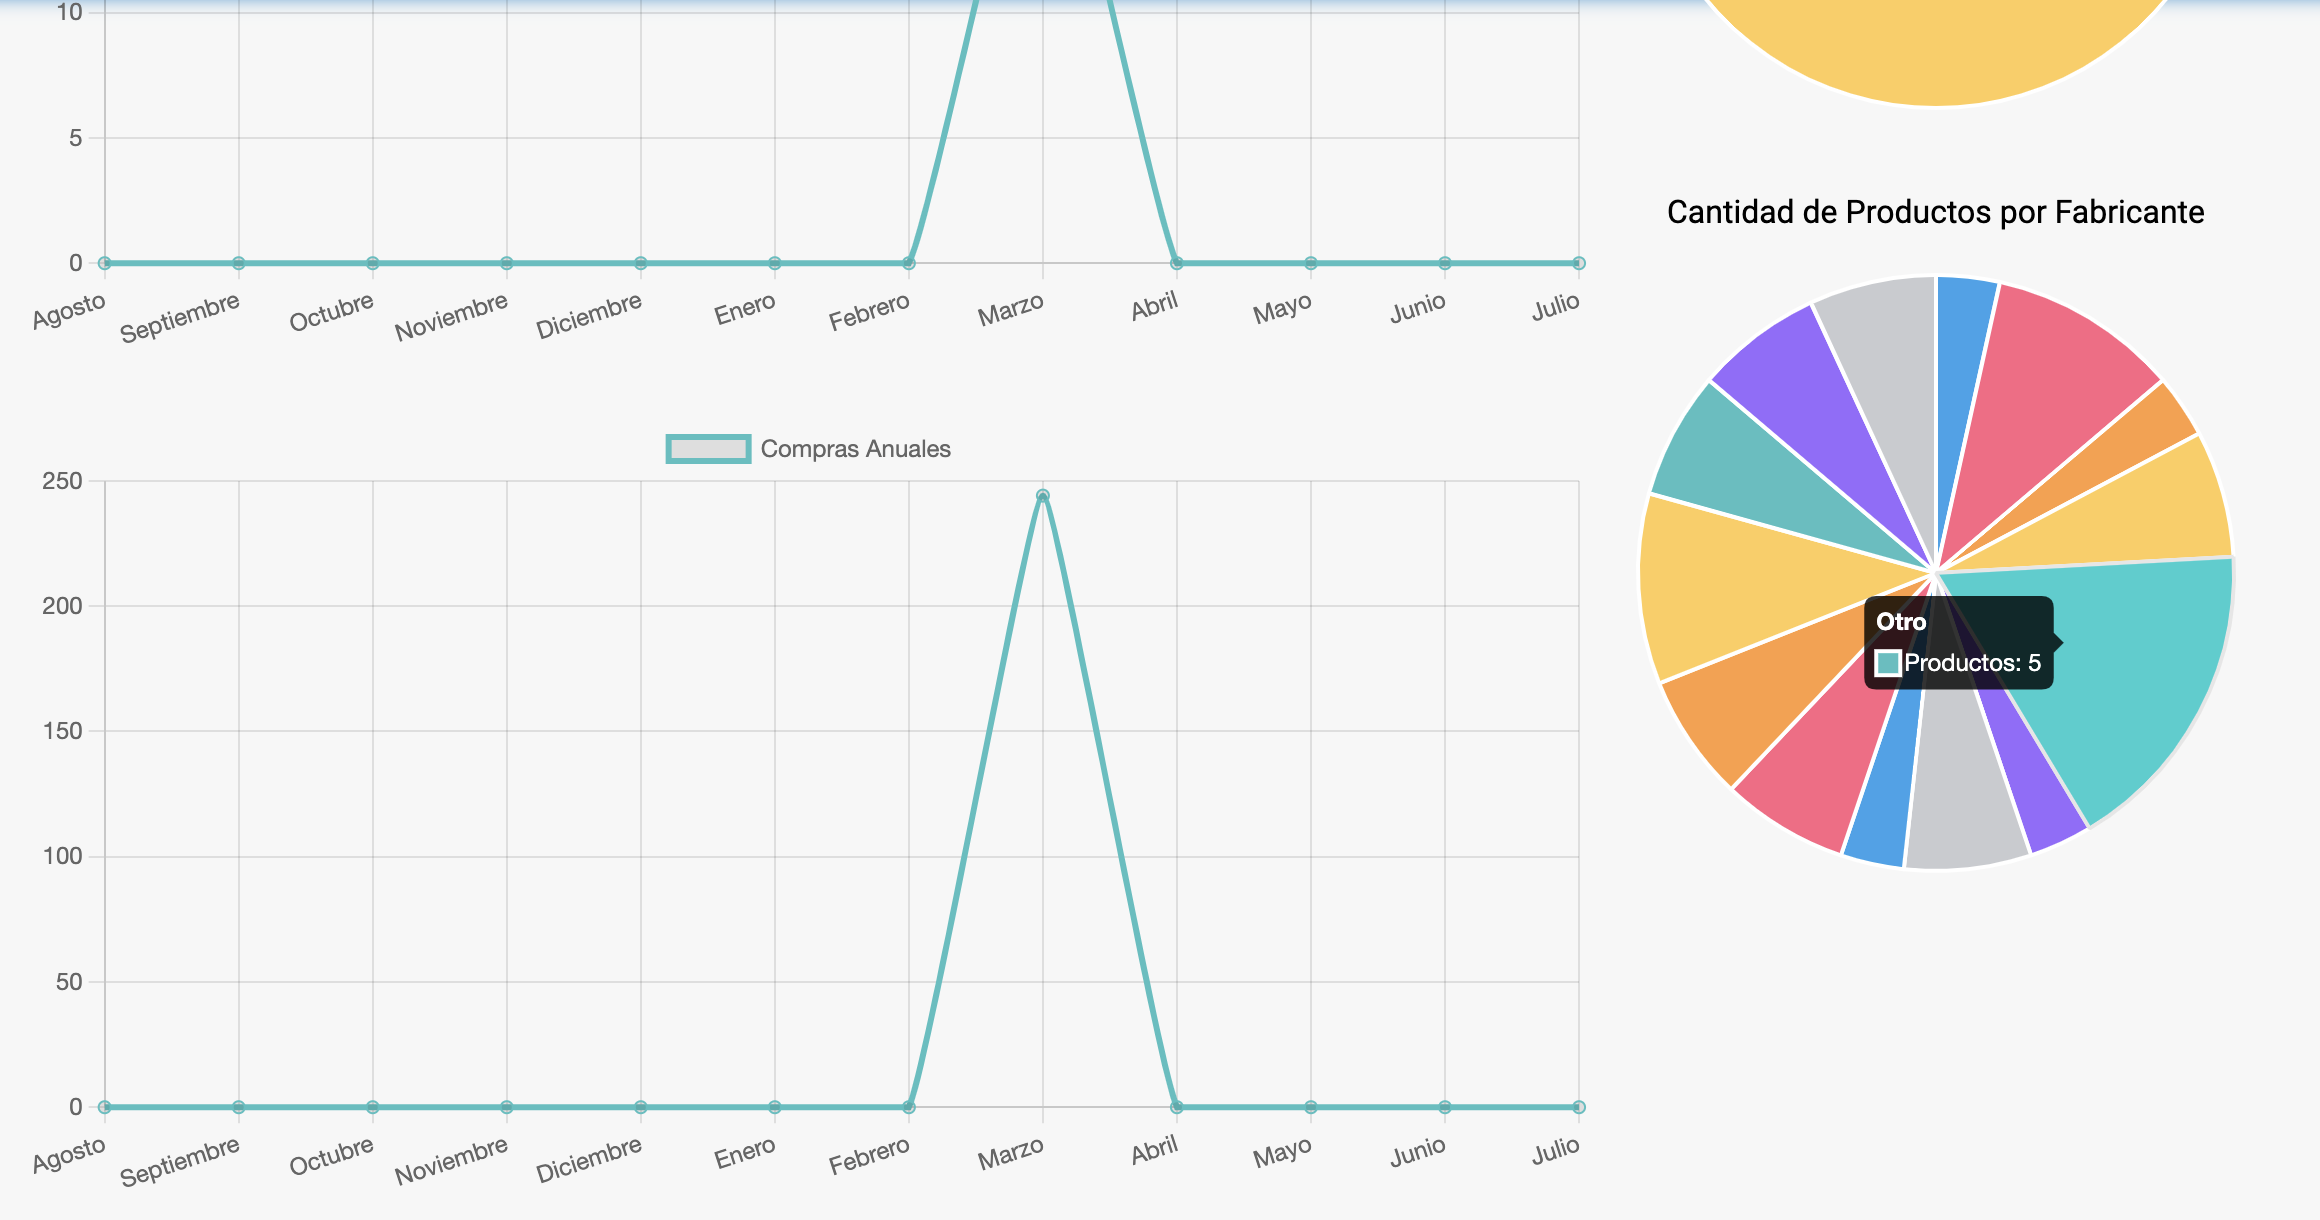 10
5
0
Agosto Septiembre Octubre Noviembre Diciembre Enero Febrero Marzo Abril Mayo Junio Julio
Compras Anuales
250
200
150
100
50
0
Agosto Septiembre Octubre Noviembre Diciembre Enero Febrero Marzo Abril Mayo Junio Julio
Cantidad de Productos por Fabricante
Otro
Productos: 5